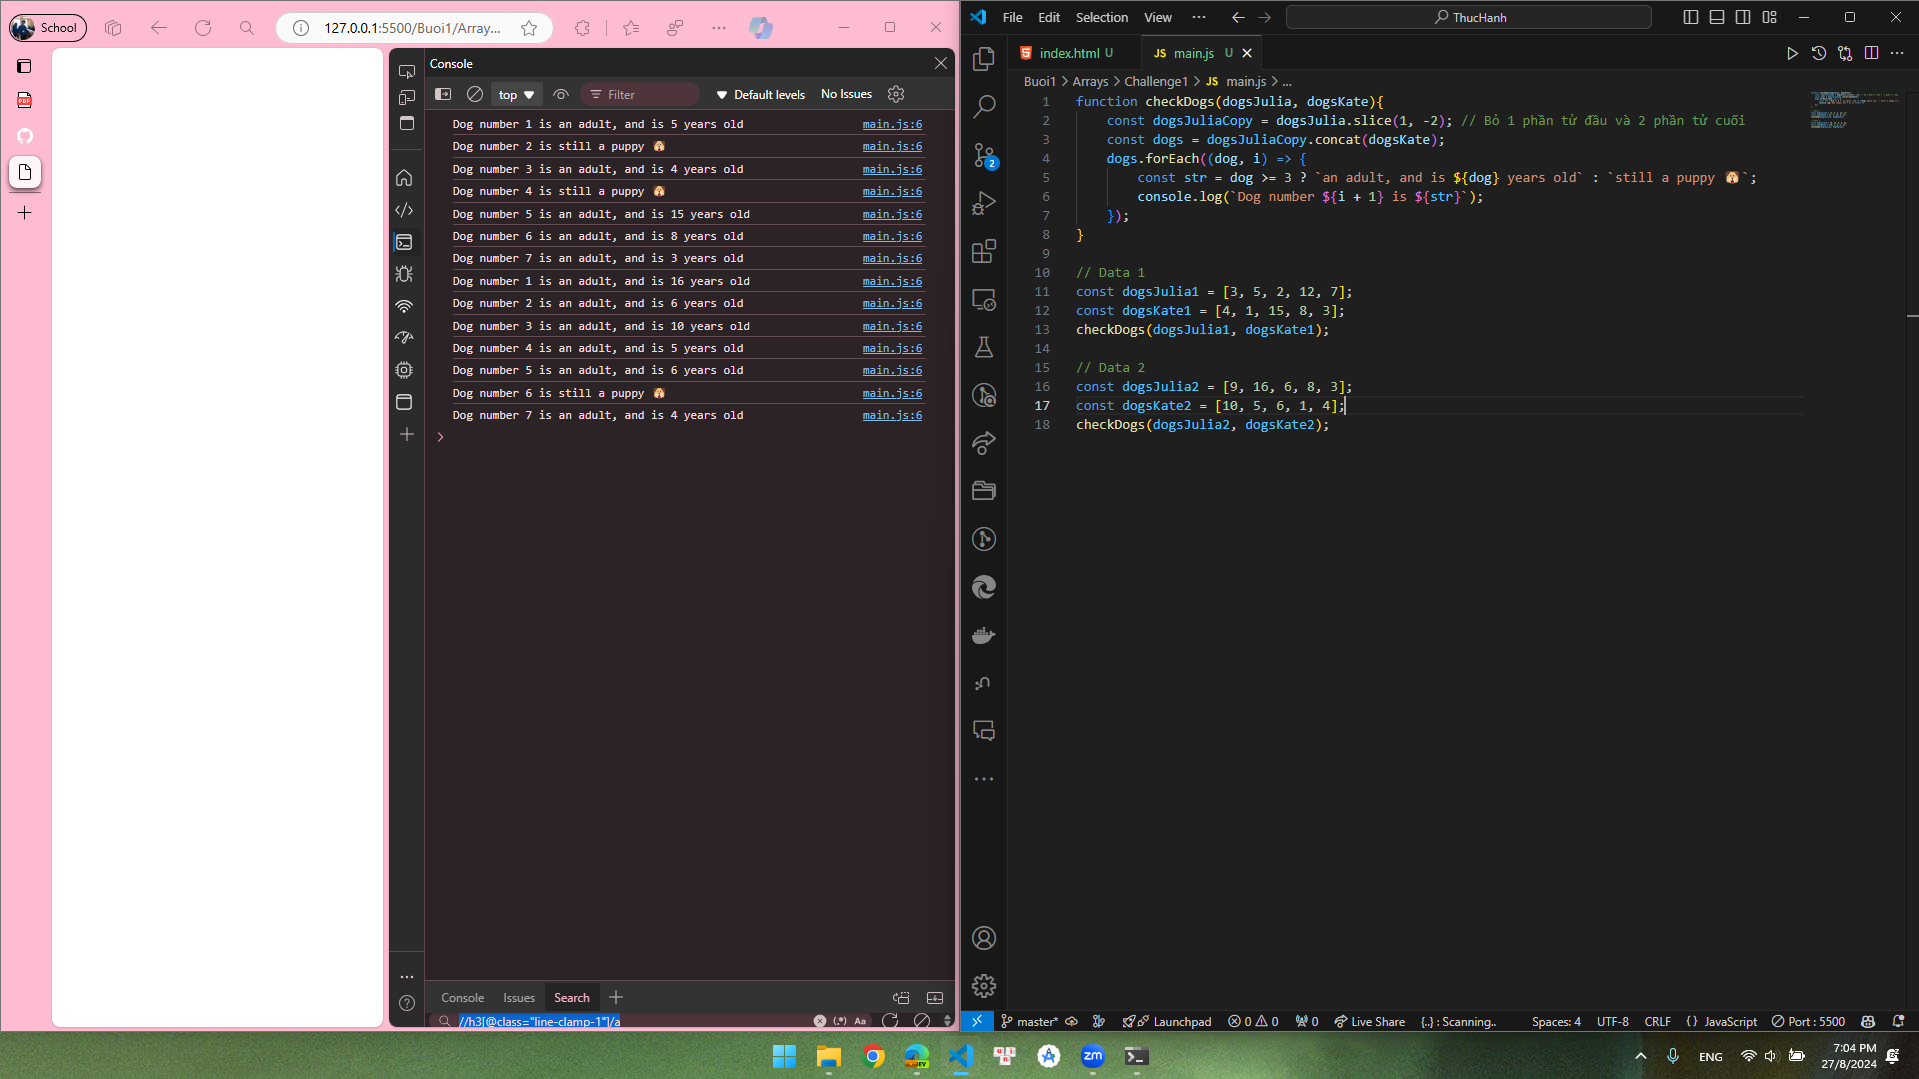 School
127.0.0.1:5500/Buoi1/Array...
Console
top
Filter
Default levels
No Issues
Dog number 1 is an adult, and is 5 years old main.js:6
Dog number 2 is still a puppy 🐶 main.js:6
Dog number 3 is an adult, and is 4 years old main.js:6
Dog number 4 is still a puppy 🐶 main.js:6
Dog number 5 is an adult, and is 15 years old main.js:6
Dog number 6 is an adult, and is 8 years old main.js:6
Dog number 7 is an adult, and is 3 years old main.js:6
Dog number 1 is an adult, and is 16 years old main.js:6
Dog number 2 is an adult, and is 6 years old main.js:6
Dog number 3 is an adult, and is 10 years old main.js:6
Dog number 4 is an adult, and is 5 years old main.js:6
Dog number 5 is an adult, and is 6 years old main.js:6
Dog number 6 is still a puppy 🐶 main.js:6
Dog number 7 is an adult, and is 4 years old main.js:6
Console Issues Search
//h3[@class="line-clamp-1"]/a
(.*) Aa
File Edit Selection View ...
ThucHanh
index.html U
JS main.js U
Buoi1 > Arrays > Challenge1 > JS main.js > ...
1 function checkDogs(dogsJulia, dogsKate){
2 const dogsJuliaCopy = dogsJulia.slice(1, -2); // Bỏ 1 phần tử đầu và 2 phần tử cuối
3 const dogs = dogsJuliaCopy.concat(dogsKate);
4 dogs.forEach((dog, i) => {
5 const str = dog >= 3 ? `an adult, and is ${dog} years old` : `still a puppy 🐶`;
6 console.log(`Dog number ${i + 1} is ${str}`);
7 });
8 }
9
10 // Data 1
11 const dogsJulia1 = [3, 5, 2, 12, 7];
12 const dogsKate1 = [4, 1, 15, 8, 3];
13 checkDogs(dogsJulia1, dogsKate1);
14
15 // Data 2
16 const dogsJulia2 = [9, 16, 6, 8, 3];
17 const dogsKate2 = [10, 5, 6, 1, 4];
18 checkDogs(dogsJulia2, dogsKate2);
2
master* Launchpad 0 0 0 Live Share {..} : Scanning.. Spaces: 4 UTF-8 CRLF {} JavaScript Port : 5500
zm
ENG
7:04 PM
27/8/2024